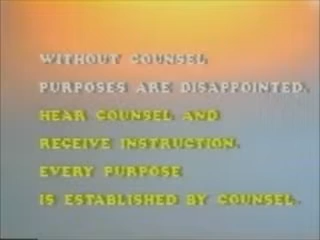 WITHOUT COUNSEL
PURPOSES ARE DISAPPOINTED.
HEAR COUNSEL AND
RECEIVE INSTRUCTION.
EVERY PURPOSE
IS ESTABLISHED BY COUNSEL.